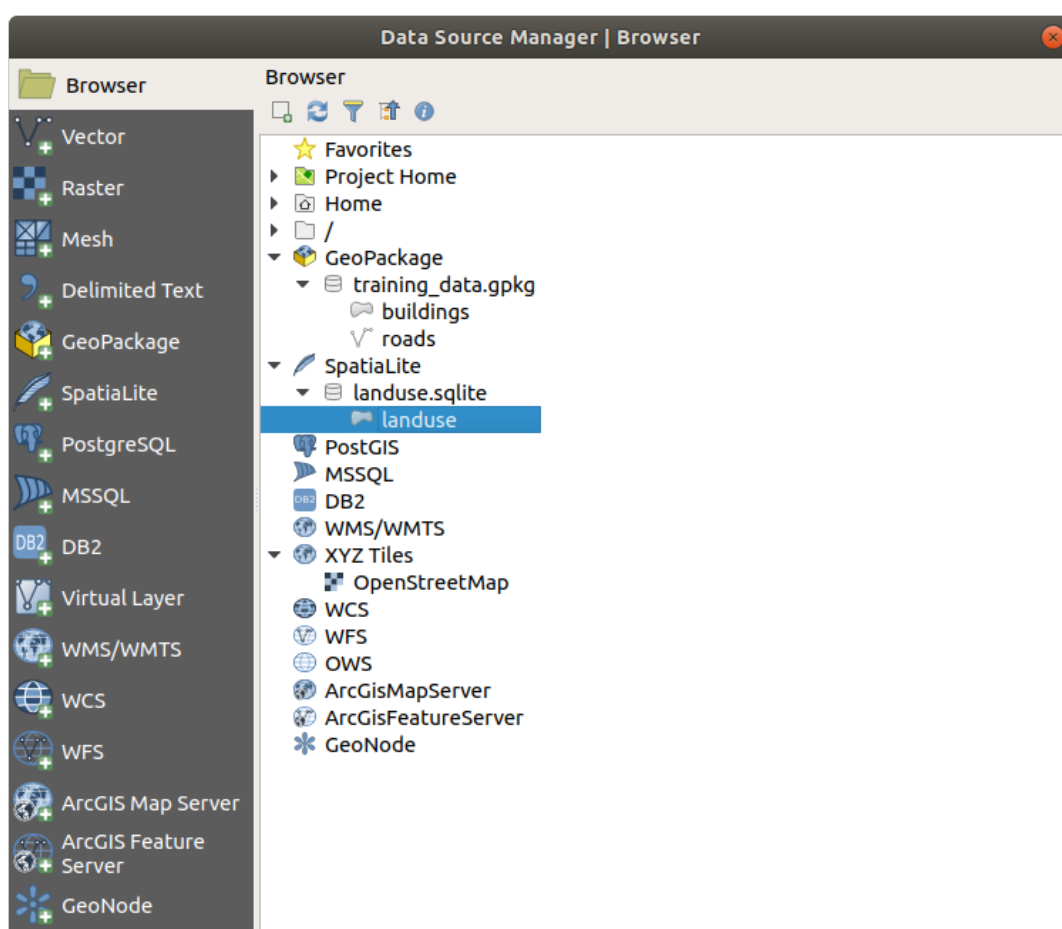 Data Source Manager | Browser
Browser
Vector
Raster
Mesh
Delimited Text
GeoPackage
SpatiaLite
PostgreSQL
MSSQL
DB2
DB2
Virtual Layer
WMS/WMTS
WCS
WFS
ArcGIS Map Server
ArcGIS Feature
Server
GeoNode
Browser
Favorites
Project Home
Home
/
GeoPackage
training_data.gpkg
buildings
roads
SpatiaLite
landuse.sqlite
landuse
PostGIS
MSSQL
DB2
DB2
WMS/WMTS
XYZ Tiles
OpenStreetMap
WCS
WFS
OWS
ArcGisMapServer
ArcGisFeatureServer
GeoNode